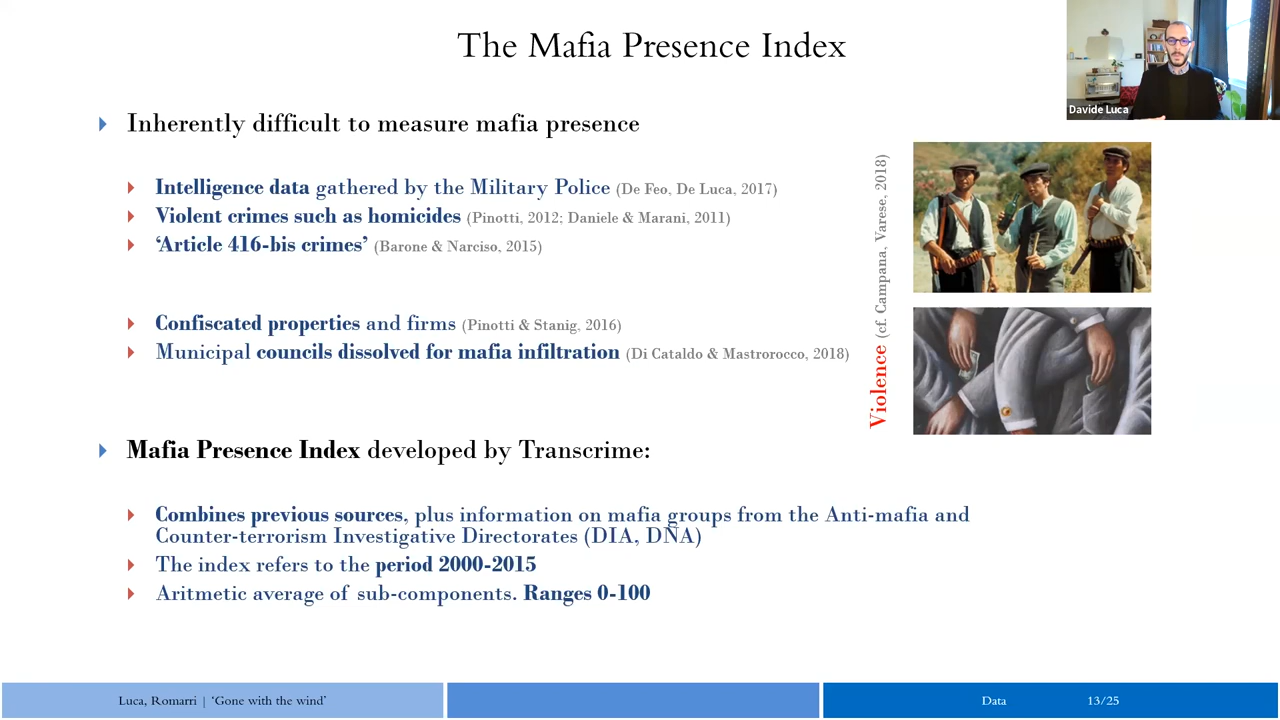 The Mafia Presence Index
Davide Luca
Inherently difficult to measure mafia presence
Intelligence data gathered by the Military Police (De Feo, De Luca, 2017)
Violent crimes such as homicides (Pinotti, 2012; Daniele & Marani, 2011)
‘Article 416-bis crimes’ (Barone & Narciso, 2015)
Confiscated properties and firms (Pinotti & Stanig, 2016)
Municipal councils dissolved for mafia infiltration (Di Cataldo & Mastrorocco, 2018)
Violence (cf. Campana, Varese, 2018)
Mafia Presence Index developed by Transcrime:
Combines previous sources, plus information on mafia groups from the Anti-mafia and
Counter-terrorism Investigative Directorates (DIA, DNA)
The index refers to the period 2000-2015
Aritmetic average of sub-components. Ranges 0-100
Luca, Romarri | ‘Gone with the wind’
Data 13/25